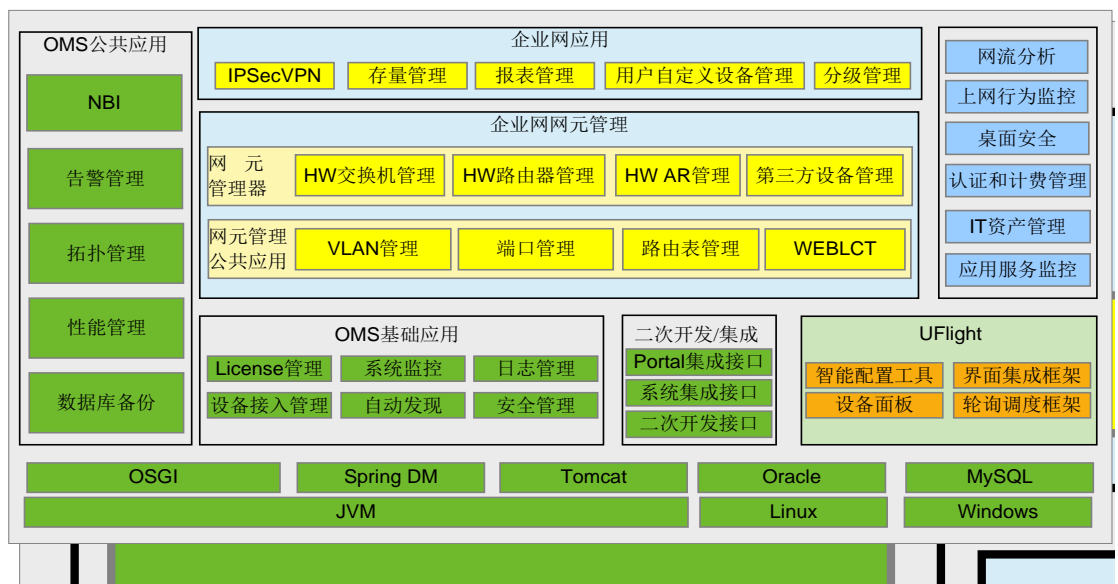 OMS公共应用
NBI
告警管理
拓扑管理
性能管理
数据库备份
企业网应用
IPSecVPN
存量管理
报表管理
用户自定义设备管理
分级管理
企业网网元管理
网 元
管理器
HW交换机管理
HW路由器管理
HW AR管理
第三方设备管理
网元管理
公共应用
VLAN管理
端口管理
路由表管理
WEBLCT
网流分析
上网行为监控
桌面安全
认证和计费管理
IT资产管理
应用服务监控
OMS基础应用
License管理
系统监控
日志管理
设备接入管理
自动发现
安全管理
二次开发/集成
Portal集成接口
系统集成接口
二次开发接口
UFlight
智能配置工具
界面集成框架
设备面板
轮询调度框架
OSGI
Spring DM
Tomcat
Oracle
MySQL
JVM
Linux
Windows